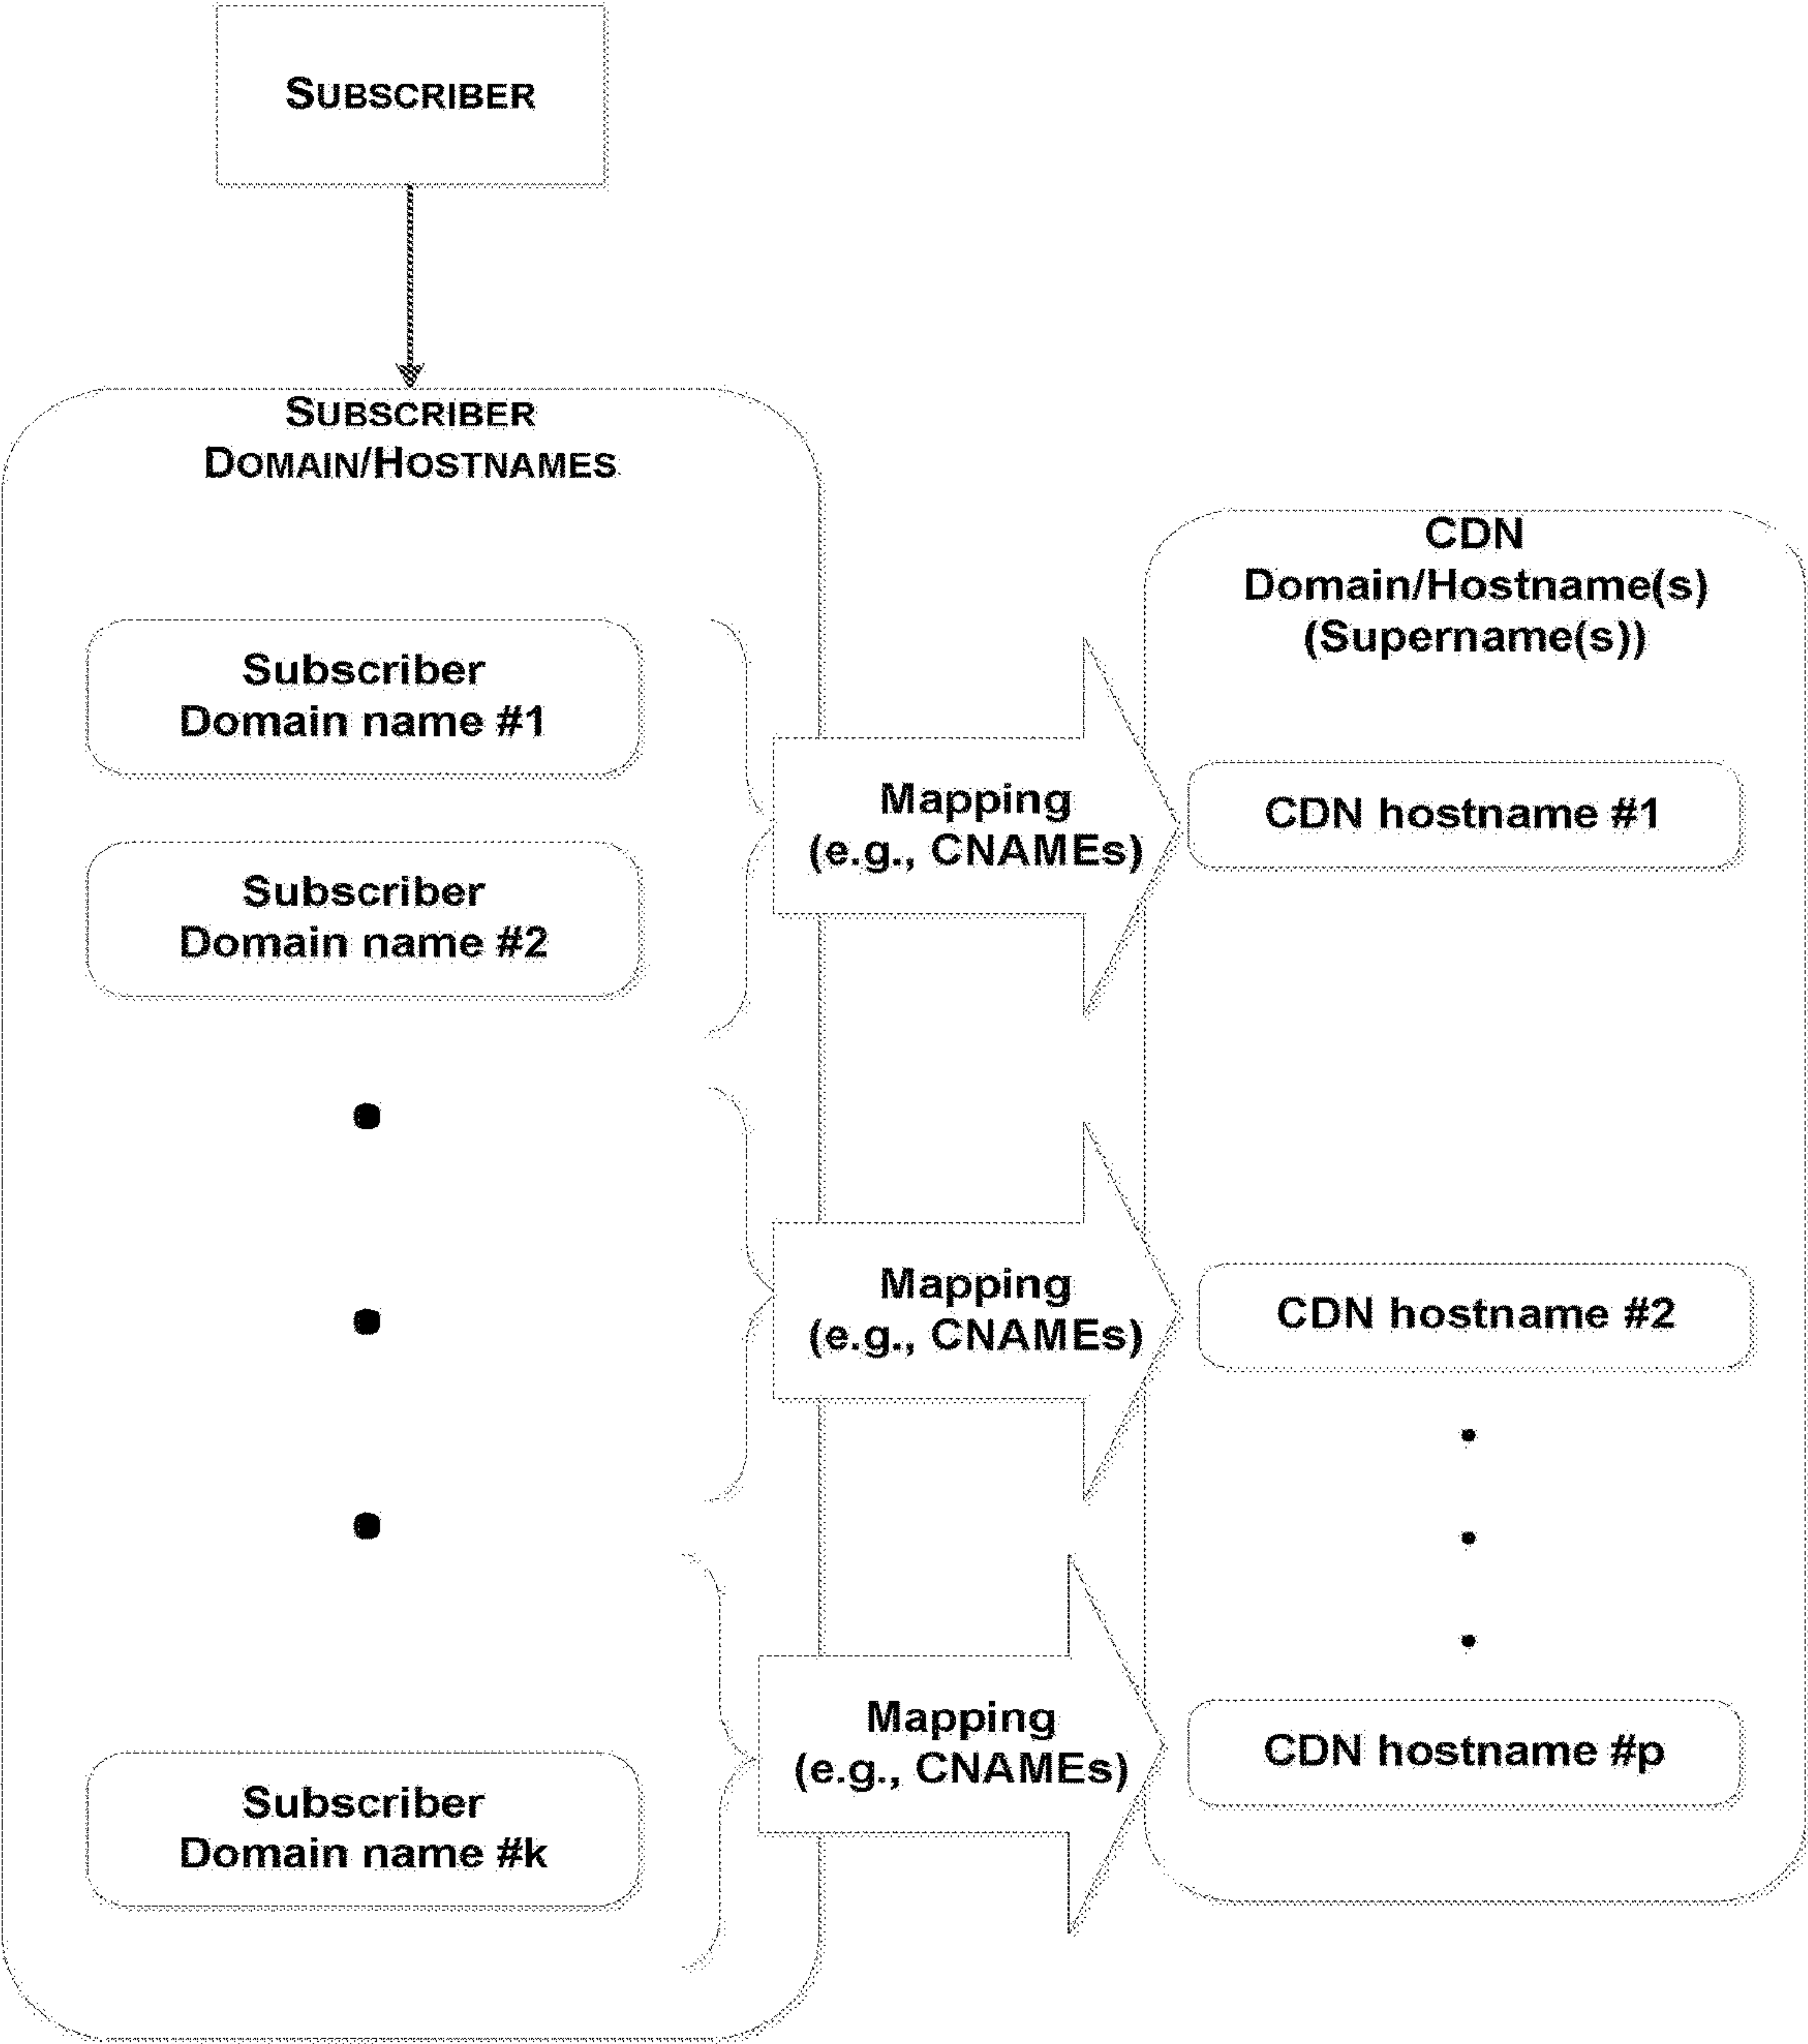 SUBSCRIBER
SUBSCRIBER
DOMAIN/HOSTNAMES
Subscriber
Domain name #1
Subscriber
Domain name #2
Subscriber
Domain name #k
Mapping
(e.g., CNAMEs)
Mapping
(e.g., CNAMEs)
Mapping
(e.g., CNAMEs)
CDN
Domain/Hostname(s)
(Supername(s))
CDN hostname #1
CDN hostname #2
CDN hostname #p